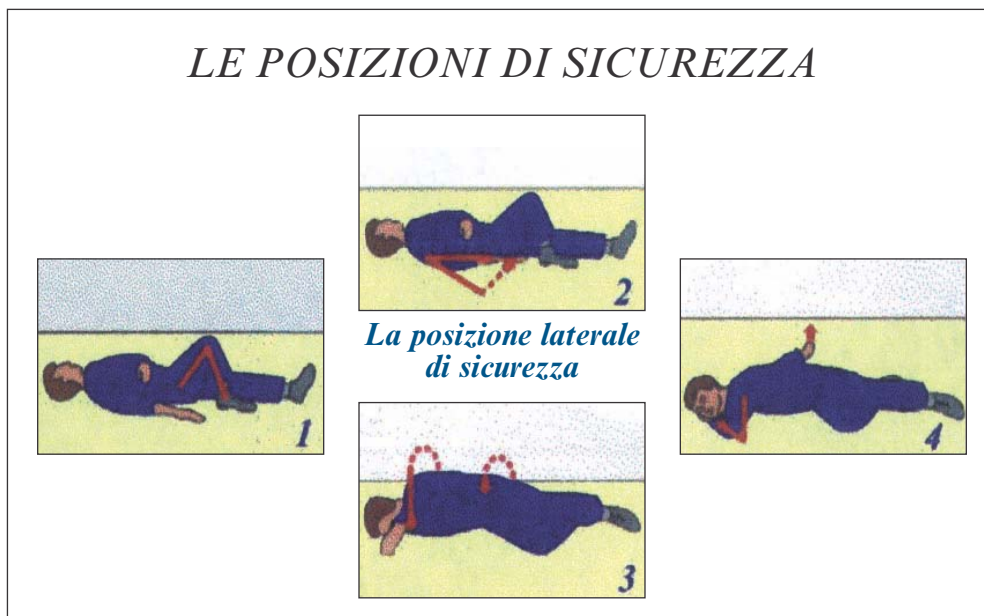 LE POSIZIONI DI SICUREZZA
2
1
La posizione laterale
di sicurezza
4
3